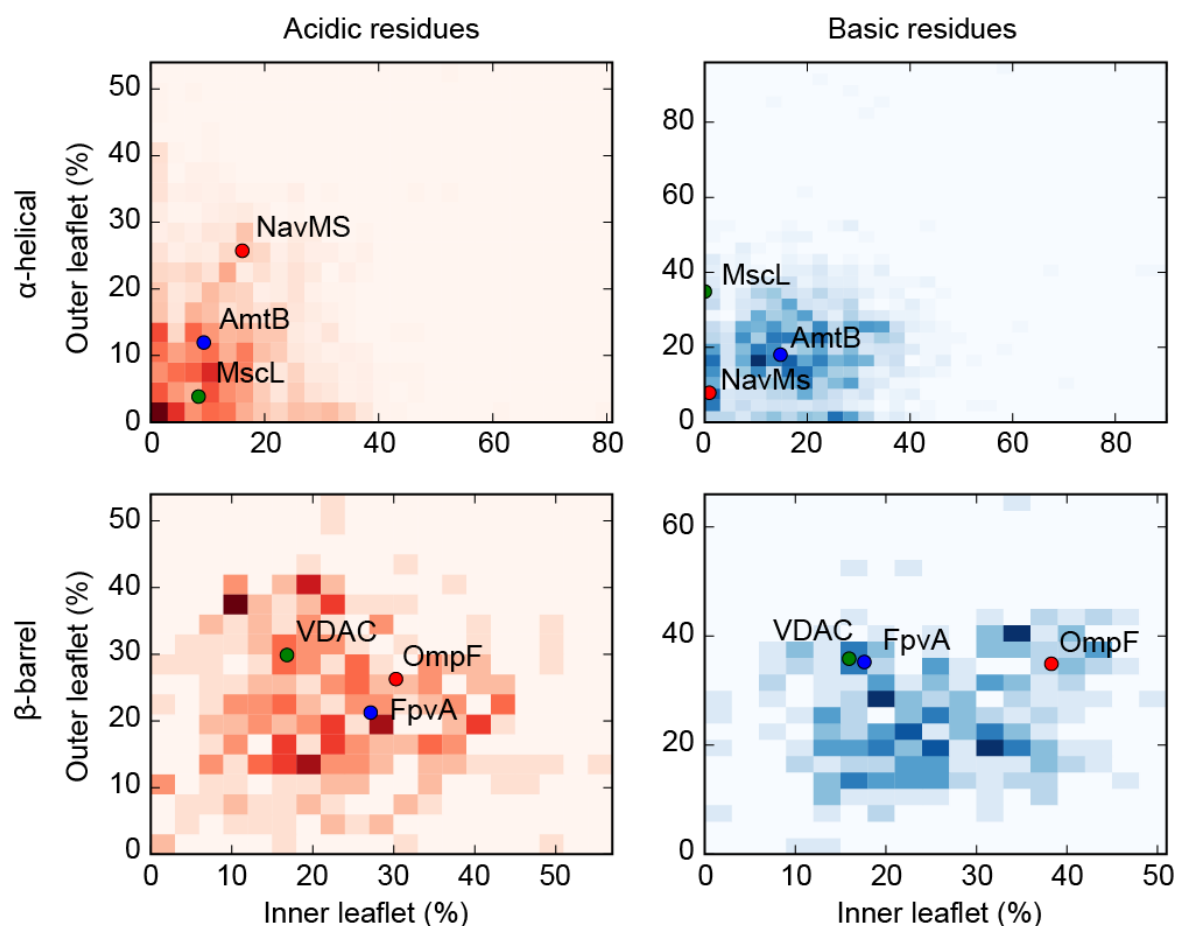 Acidic residues
Basic residues
α-helical
Outer leaflet (%)
50
40
30
20
10
0
NavMS
AmtB
MscL
0 20 40 60 80
80
60
40
20
0
MscL
AmtB
NavMs
0 20 40 60 80
β-barrel
Outer leaflet (%)
50
40
30
20
10
0
VDAC
OmpF
FpvA
0 10 20 30 40 50
Inner leaflet (%)
60
40
20
0
VDAC FpvA OmpF
0 10 20 30 40 50
Inner leaflet (%)